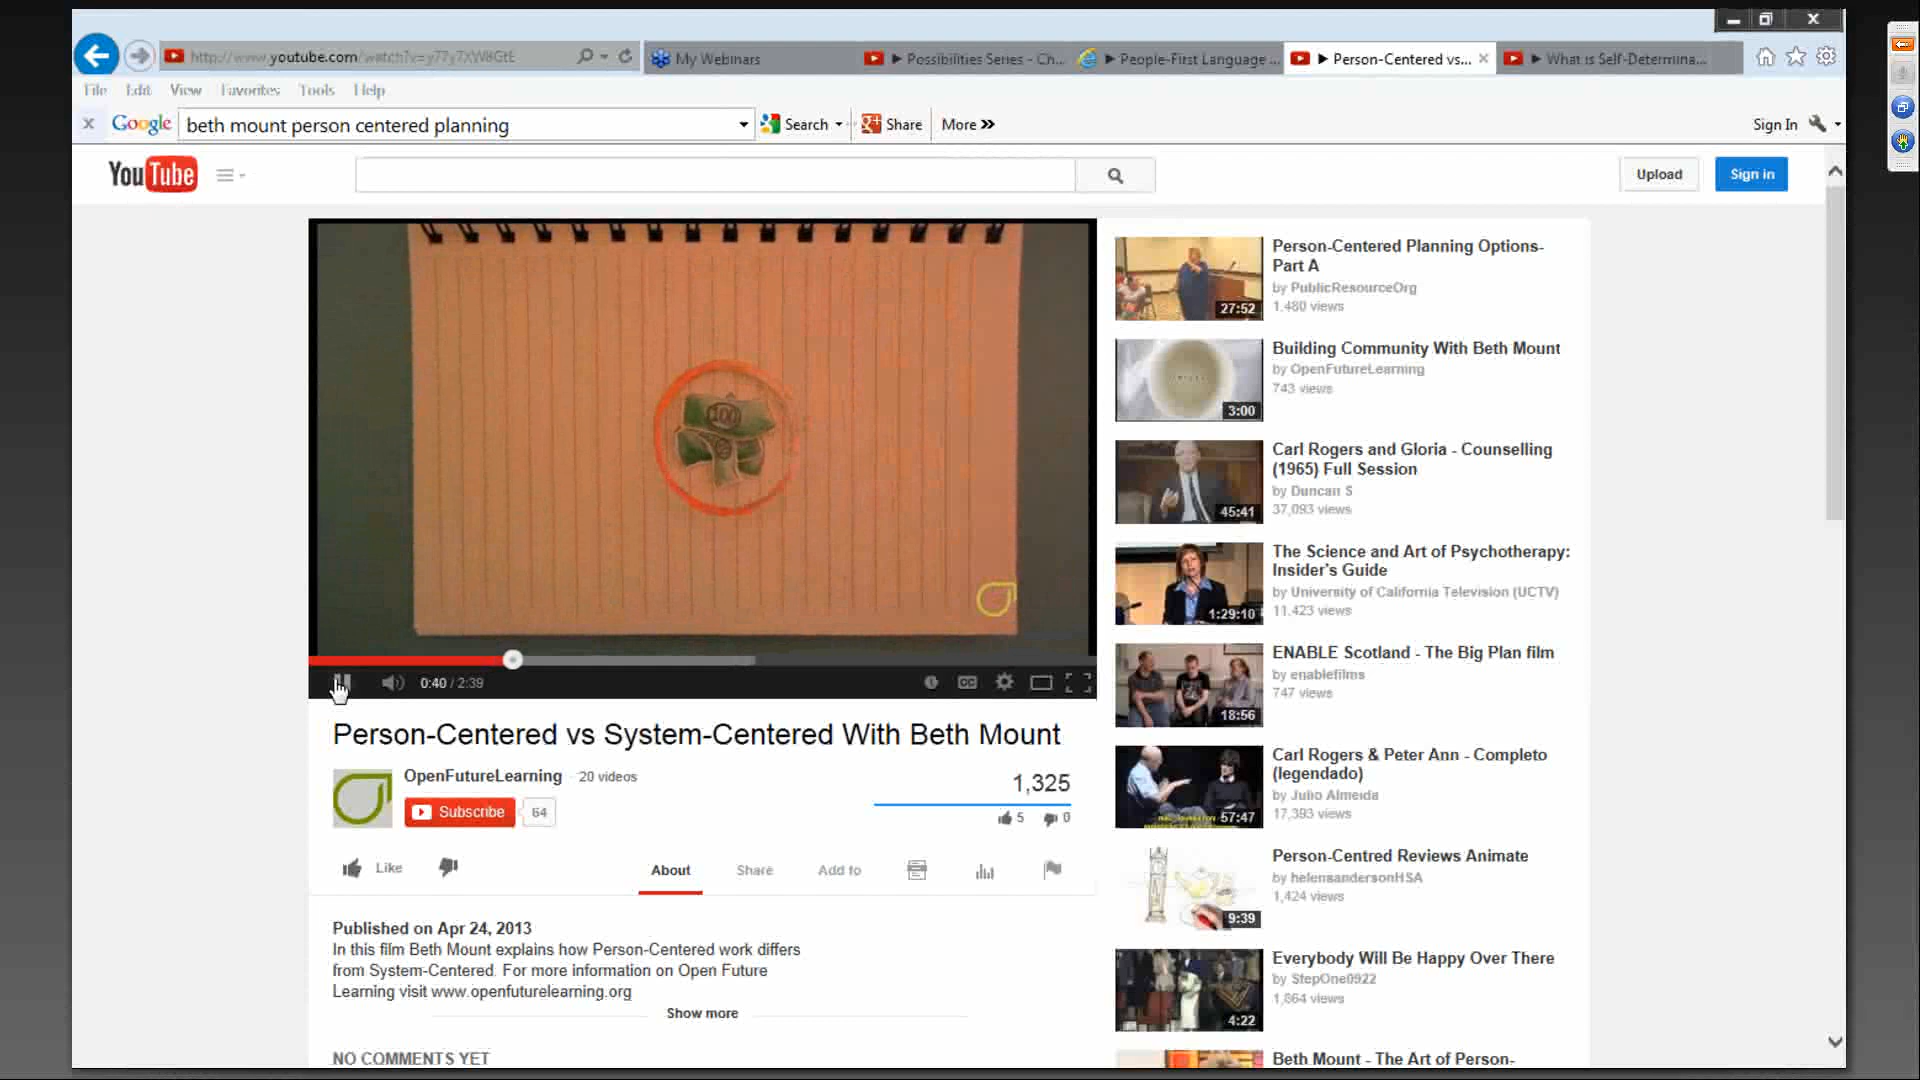 http://www.youtube.com/watch?v=y77y7XW8GtE
My Webinars
Possibilities Series - Ch...
People-First Language ...
Person-Centered vs...
What is Self-Determina...
File Edit View Favorites Tools Help
Google beth mount person centered planning Search Share More Sign In
YouTube Upload Sign in
100
0:40 / 2:39
CC
Person-Centered vs System-Centered With Beth Mount
OpenFutureLearning · 20 videos
Subscribe 64
1,325
5 0
Like About Share Add to
Published on Apr 24, 2013
In this film Beth Mount explains how Person-Centered work differs
from System-Centered. For more information on Open Future
Learning visit www.openfuturelearning.org
Show more
NO COMMENTS YET
Person-Centered Planning Options-
Part A
by PublicResourceOrg
1,480 views
27:52
Building Community With Beth Mount
by OpenFutureLearning
743 views
3:00
Carl Rogers and Gloria - Counselling
(1965) Full Session
by Duncan S
37,093 views
45:41
The Science and Art of Psychotherapy:
Insider's Guide
by University of California Television (UCTV)
11,423 views
1:29:10
ENABLE Scotland - The Big Plan film
by enablefilms
747 views
18:56
Carl Rogers & Peter Ann - Completo
(legendado)
by Julio Almeida
17,393 views
57:47
Person-Centred Reviews Animate
by helensandersonHSA
1,424 views
9:39
Everybody Will Be Happy Over There
by StepOne0922
1,864 views
4:22
Beth Mount - The Art of Person-